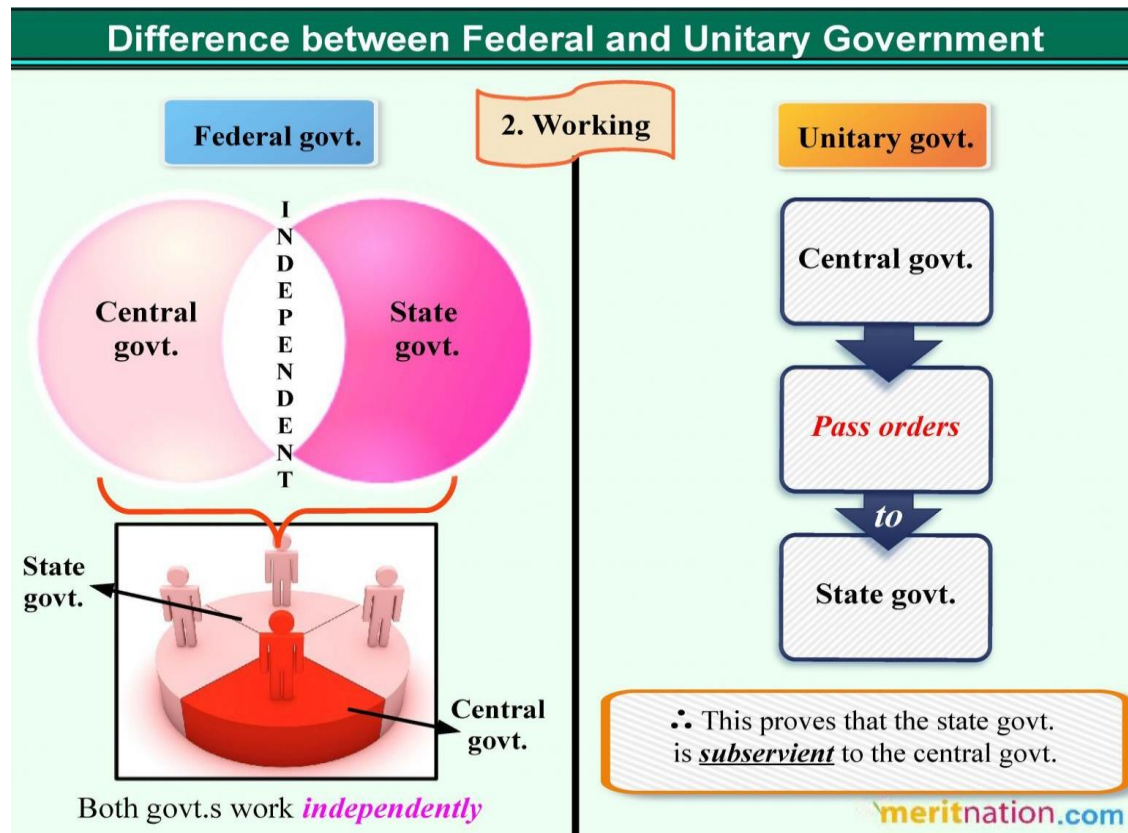 Difference between Federal and Unitary Government
2. Working
Federal govt.
Central
govt.
INDEPENDENT
State
govt.
State
govt.
Central
govt.
Both govt.s work independently
Unitary govt.
Central govt.
Pass orders
to
State govt.
∴ This proves that the state govt.
is subservient to the central govt.
meritnation.com